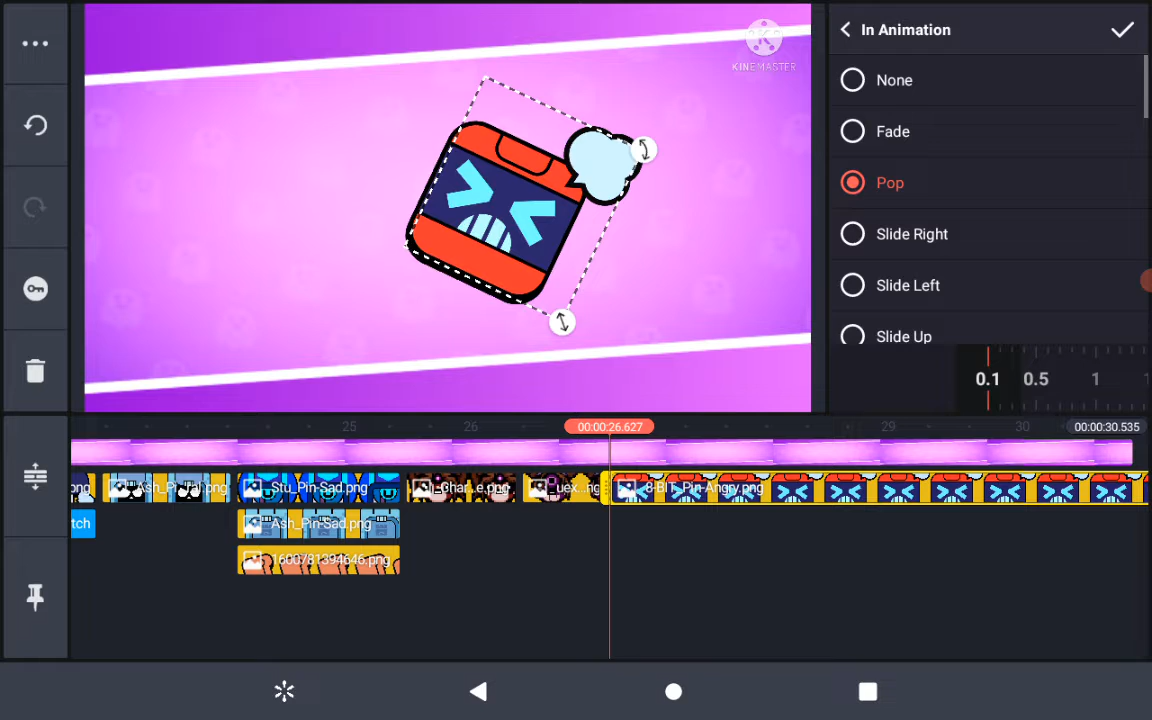 In Animation
KINEMASTER
None
Fade
Pop
Slide Right
Slide Left
Slide Up
0.1 0.5 1
25 26 00:00:26.627 29 30 00:00:30.535
Stu_Pin-Sad.png
8-BIT_Pin-Angry.png
tch
Ash_Pin-Sad.png
1600781394646.png